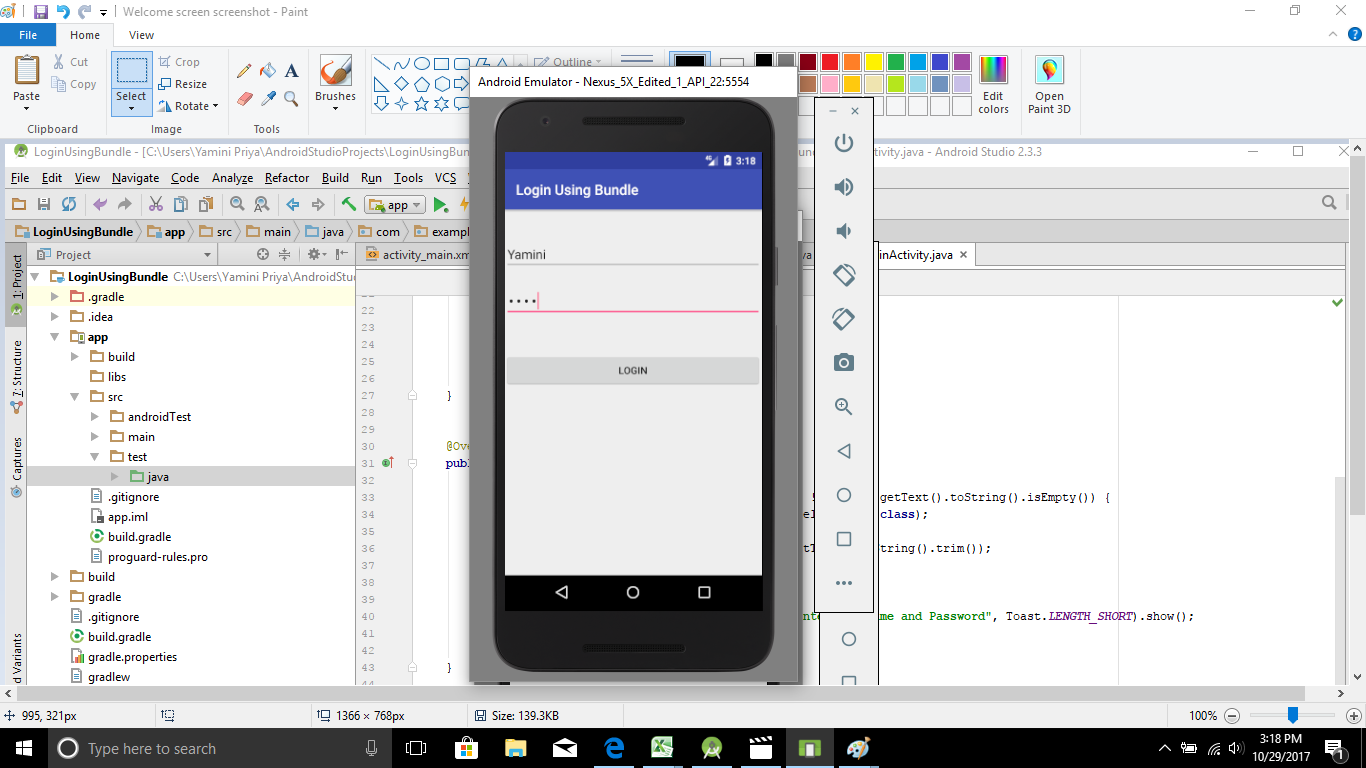 Welcome screen screenshot - Paint
File Home View
Paste
Cut
Copy
Clipboard
Select
Crop
Resize
Rotate
Image
A
Tools
Brushes
Outline
Edit colors
Open Paint 3D
Android Emulator - Nexus_5X_Edited_1_API_22:5554
LoginUsingBundle - [C:\Users\Yamini Priya\AndroidStudioProjects\LoginUsingBun
ctivity.java - Android Studio 2.3.3
File Edit View Navigate Code Analyze Refactor Build Run Tools VCS
app
LoginUsingBundle app src main java com exampl
Project
activity_main.xm
inActivity.java
1: Project
7: Structure
Captures
d Variants
LoginUsingBundle C:\Users\Yamini Priya\AndroidStu
.gradle
.idea
app
build
libs
src
androidTest
main
test
java
.gitignore
app.iml
build.gradle
proguard-rules.pro
build
gradle
.gitignore
build.gradle
gradle.properties
gradlew
22
23
24
25
26
27 }
28
29
30 @Ove
31 publ
32
33 getText().toString().isEmpty()) {
34 class);
35
36 tring().trim());
37
38
39
40 me and Password", Toast.LENGTH_SHORT).show();
41
42
43 }
3:18
Login Using Bundle
Yamini
LOGIN
995, 321px
1366 × 768px
Size: 139.3KB
100%
Type here to search
3:18 PM
10/29/2017
1